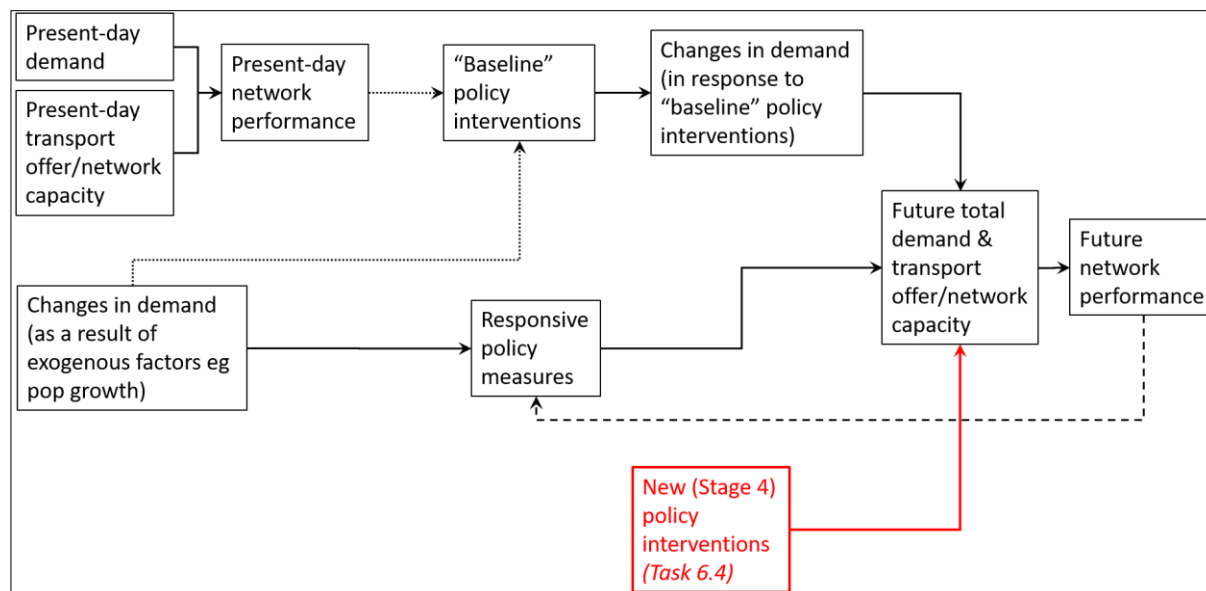 Present-day
demand
Present-day
transport
offer/network
capacity
Present-day
network
performance
“Baseline”
policy
interventions
Changes in demand
(in response to
“baseline” policy
interventions)
Future total
demand &
transport
offer/network
capacity
Future
network
performance
Changes in demand
(as a result of
exogenous factors eg
pop growth)
Responsive
policy
measures
New (Stage 4)
policy
interventions
(Task 6.4)